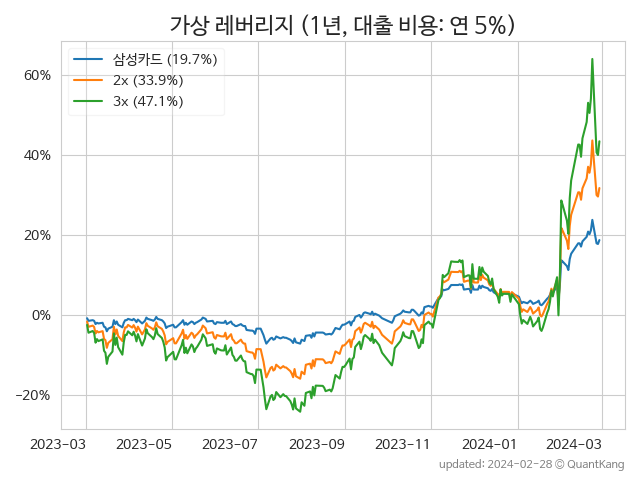 가상 레버리지 (1년, 대출 비용: 연 5%)
삼성카드 (19.7%)
2x (33.9%)
3x (47.1%)
60%
40%
20%
0%
−20%
2023-03 2023-05 2023-07 2023-09 2023-11 2024-01 2024-03
updated: 2024-02-28 © QuantKang